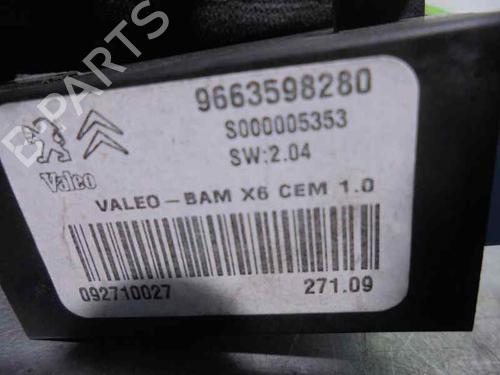 9663598280
S000005353
SW:2.04
Valeo
VALEO-BAM X6 CEM 1.0
092710027
271.09
B-PARTS